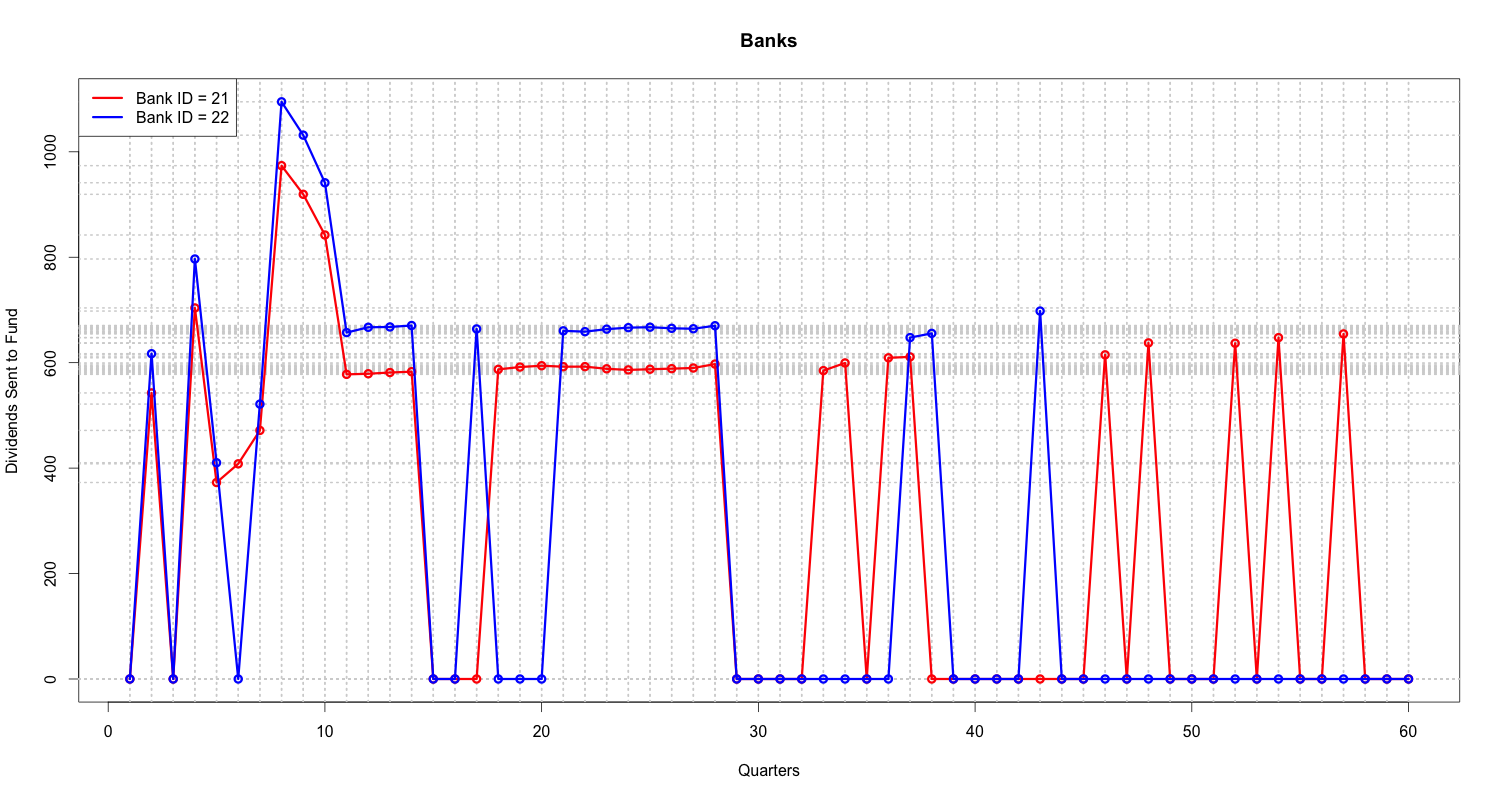 Banks
Bank ID = 21
Bank ID = 22
Dividends Sent to Fund
1000
800
600
400
200
0
0 10 20 30 40 50 60
Quarters